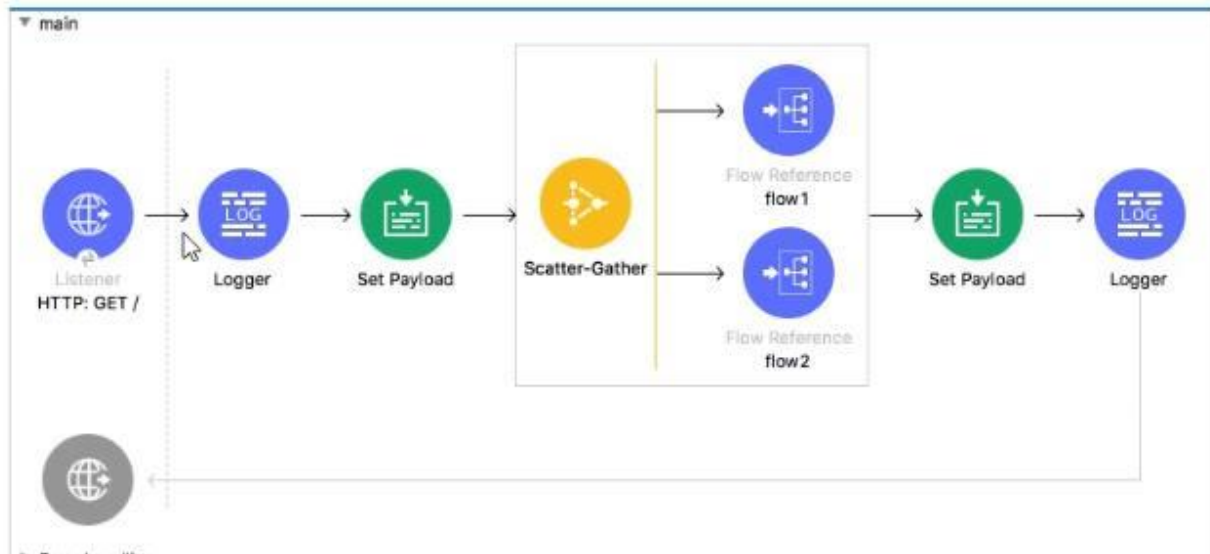 main
Flow Reference
flow1
LOG
LOG
Listener
HTTP: GET /
Logger
Set Payload
Scatter-Gather
Set Payload
Logger
Flow Reference
flow2